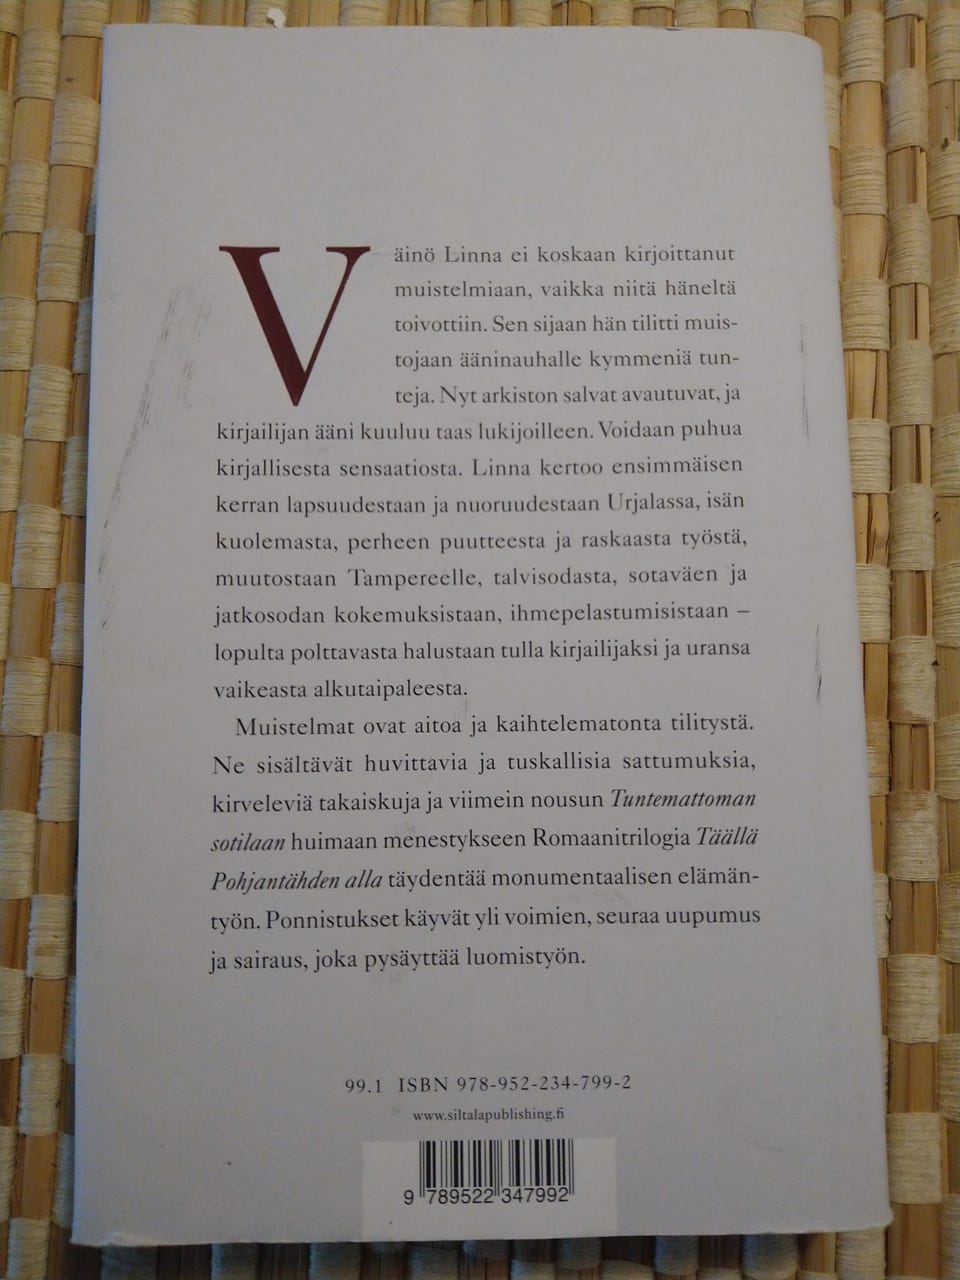 Väinö Linna ei koskaan kirjoittanut
muistelmiaan, vaikka niitä häneltä
toivottiin. Sen sijaan hän tilitti muis-
tojaan ääninauhalle kymmeniä tun-
teja. Nyt arkiston salvat avautuvat, ja
kirjailijan ääni kuuluu taas lukijoilleen. Voidaan puhua
kirjallisesta sensaatiosta. Linna kertoo ensimmäisen
kerran lapsuudestaan ja nuoruudestaan Urjalassa, isän
kuolemasta, perheen puutteesta ja raskaasta työstä,
muutostaan Tampereelle, talvisodasta, sotaväen ja
jatkosodan kokemuksistaan, ihmepelastumisistaan –
lopulta polttavasta halustaan tulla kirjailijaksi ja uransa
vaikeasta alkutaipaleesta.
Muistelmat ovat aitoa ja kaihtelematonta tilitystä.
Ne sisältävät huvittavia ja tuskallisia sattumuksia,
kirveleviä takaiskuja ja viimein nousun Tuntemattoman
sotilaan huimaan menestykseen Romaanitrilogia Täällä
Pohjantähden alla täydentää monumentaalisen elämän-
työn. Ponnistukset käyvät yli voimien, seuraa uupumus
ja sairaus, joka pysäyttää luomistyön.
99.1 ISBN 978-952-234-799-2
www.siltalapublishing.fi
9 789522 347992